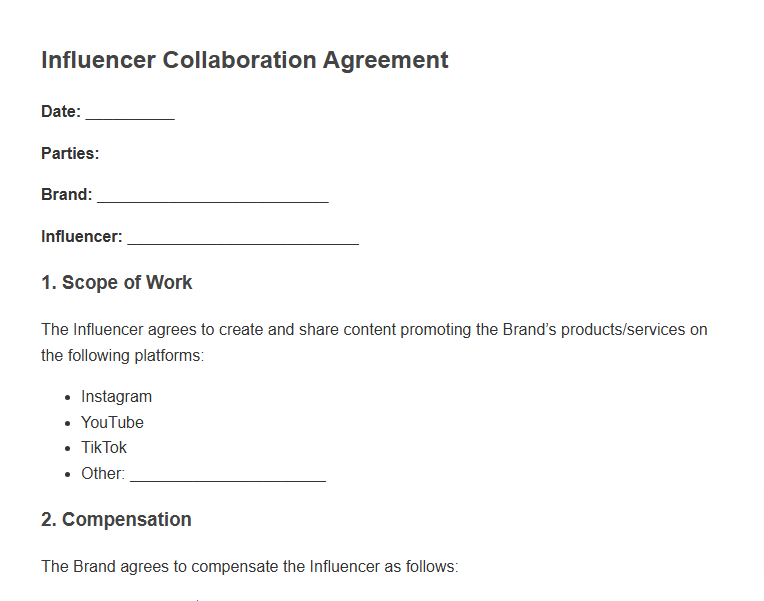 Influencer Collaboration Agreement
Date: __________
Parties:
Brand: __________________________
Influencer: __________________________
1. Scope of Work
The Influencer agrees to create and share content promoting the Brand’s products/services on
the following platforms:
• Instagram
• YouTube
• TikTok
• Other: ______________________
2. Compensation
The Brand agrees to compensate the Influencer as follows: